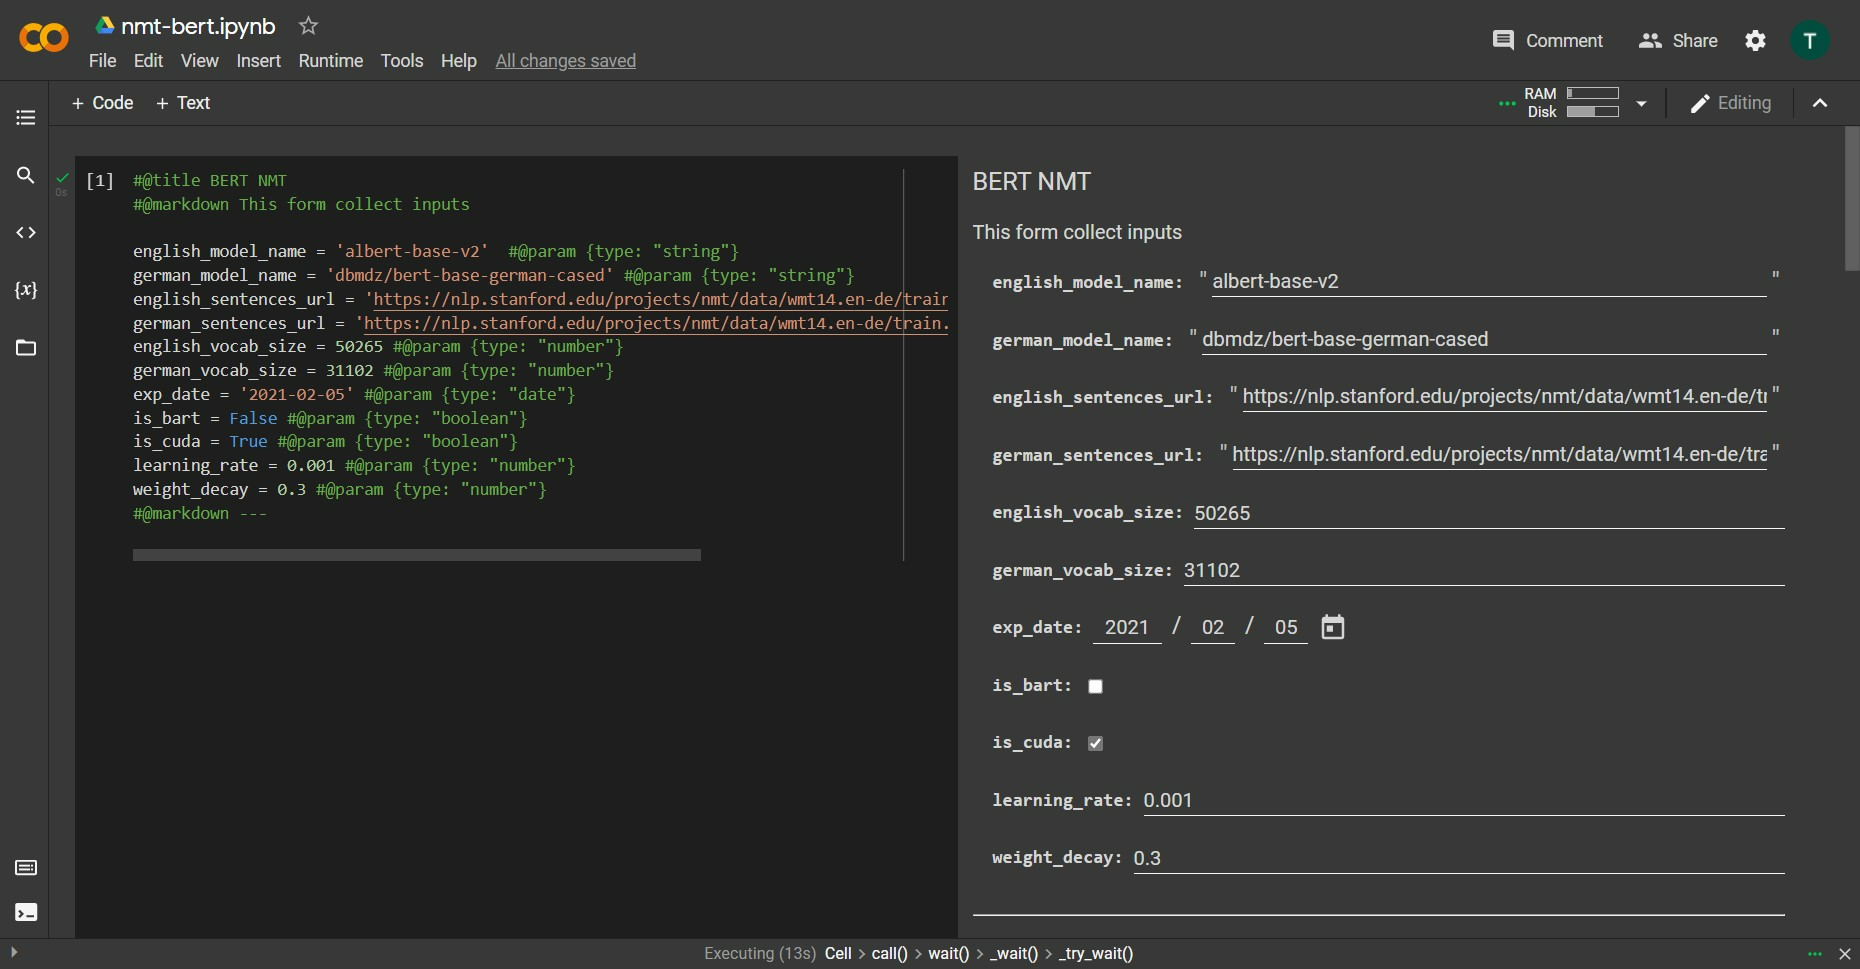 nmt-bert.ipynb
File Edit View Insert Runtime Tools Help All changes saved
Comment Share T
+ Code + Text
RAM
Disk
Editing
[1] #@title BERT NMT
0s
#@markdown This form collect inputs
english_model_name = 'albert-base-v2'  #@param {type: "string"}
german_model_name = 'dbmdz/bert-base-german-cased' #@param {type: "string"}
english_sentences_url = 'https://nlp.stanford.edu/projects/nmt/data/wmt14.en-de/train
german_sentences_url = 'https://nlp.stanford.edu/projects/nmt/data/wmt14.en-de/train.
english_vocab_size = 50265 #@param {type: "number"}
german_vocab_size = 31102 #@param {type: "number"}
exp_date = '2021-02-05' #@param {type: "date"}
is_bart = False #@param {type: "boolean"}
is_cuda = True #@param {type: "boolean"}
learning_rate = 0.001 #@param {type: "number"}
weight_decay = 0.3 #@param {type: "number"}
#@markdown ---
BERT NMT
This form collect inputs
english_model_name: "albert-base-v2"
german_model_name: "dbmdz/bert-base-german-cased"
english_sentences_url: "https://nlp.stanford.edu/projects/nmt/data/wmt14.en-de/tr"
german_sentences_url: "https://nlp.stanford.edu/projects/nmt/data/wmt14.en-de/tra"
english_vocab_size: 50265
german_vocab_size: 31102
exp_date: 2021 / 02 / 05
is_bart:
is_cuda:
learning_rate: 0.001
weight_decay: 0.3
{x}
Executing (13s) Cell > call() > wait() > _wait() > _try_wait()